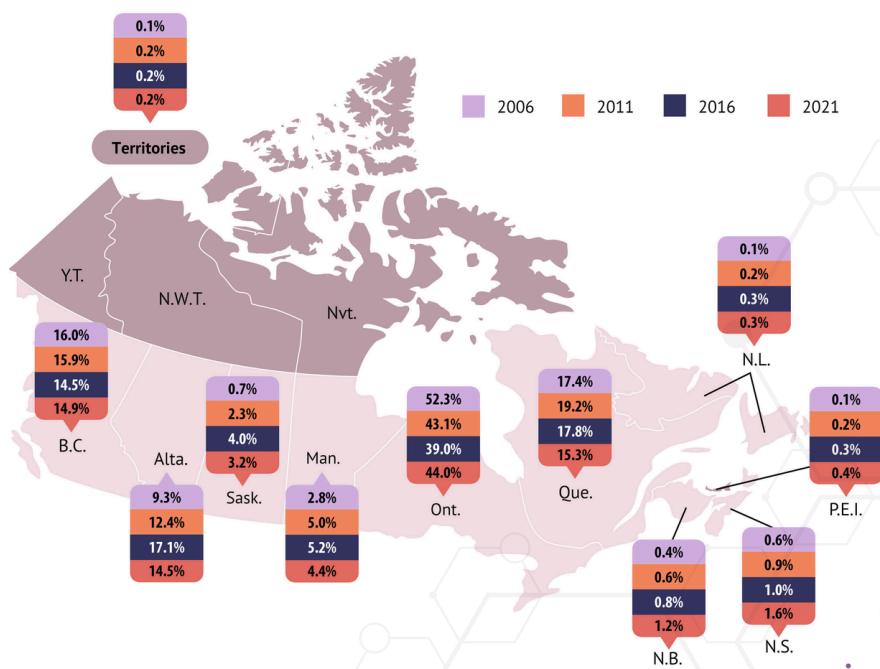 0.1%
0.2%
0.2%
0.2%
Territories
2006 2011 2016 2021
Y.T.
N.W.T.
Nvt.
0.1%
0.2%
0.3%
0.3%
N.L.
16.0%
15.9%
14.5%
14.9%
B.C.
0.7%
2.3%
4.0%
3.2%
Sask.
Alta.
9.3%
12.4%
17.1%
14.5%
Man.
2.8%
5.0%
5.2%
4.4%
52.3%
43.1%
39.0%
44.0%
Ont.
17.4%
19.2%
17.8%
15.3%
Que.
0.1%
0.2%
0.3%
0.4%
P.E.I.
0.4%
0.6%
0.8%
1.2%
N.B.
0.6%
0.9%
1.0%
1.6%
N.S.